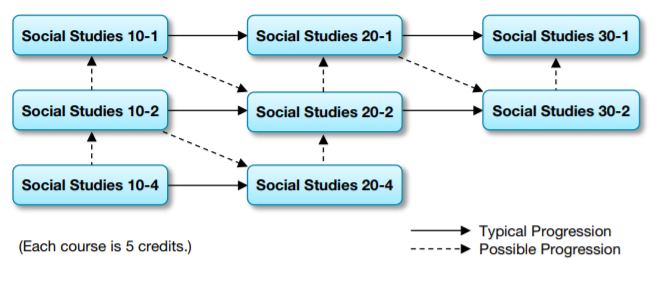 Social Studies 10-1
Social Studies 20-1
Social Studies 30-1
Social Studies 10-2
Social Studies 20-2
Social Studies 30-2
Social Studies 10-4
Social Studies 20-4
Typical Progression
(Each course is 5 credits.)
Possible Progression